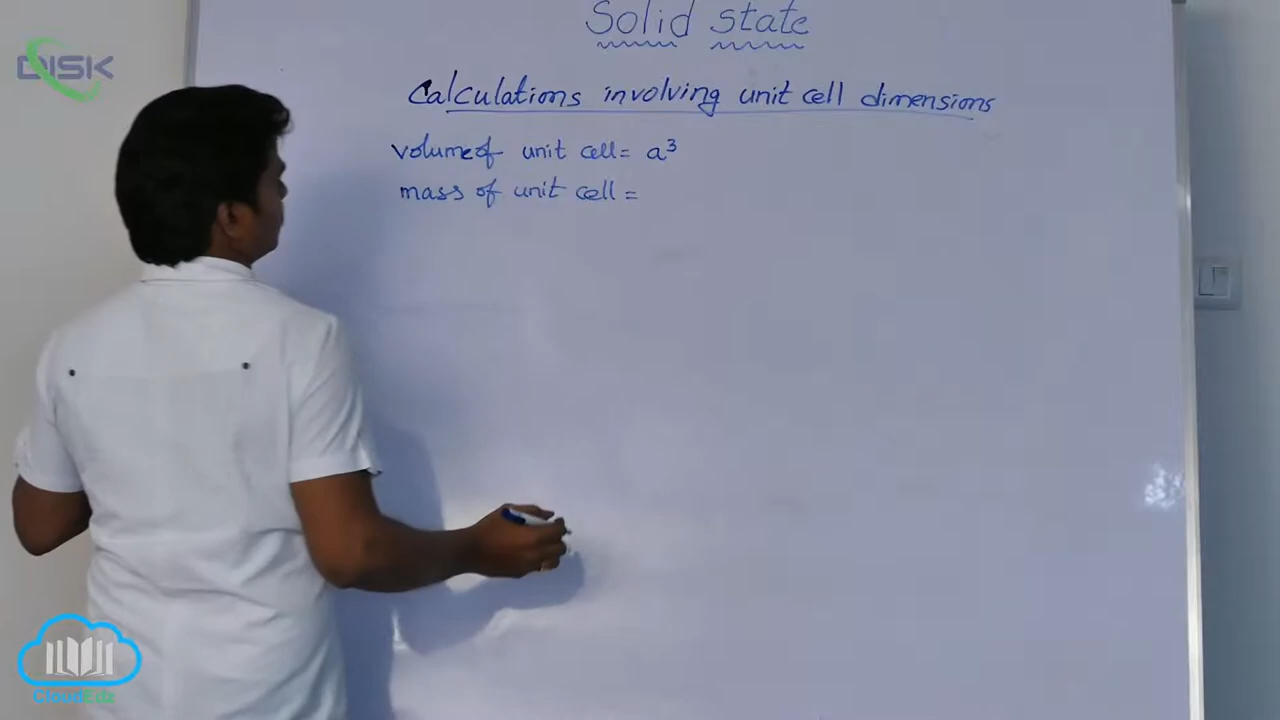 Solid state
DISK
Calculations involving unit cell dimensions
volume of unit cell = a³
mass of unit cell =
CloudEdz